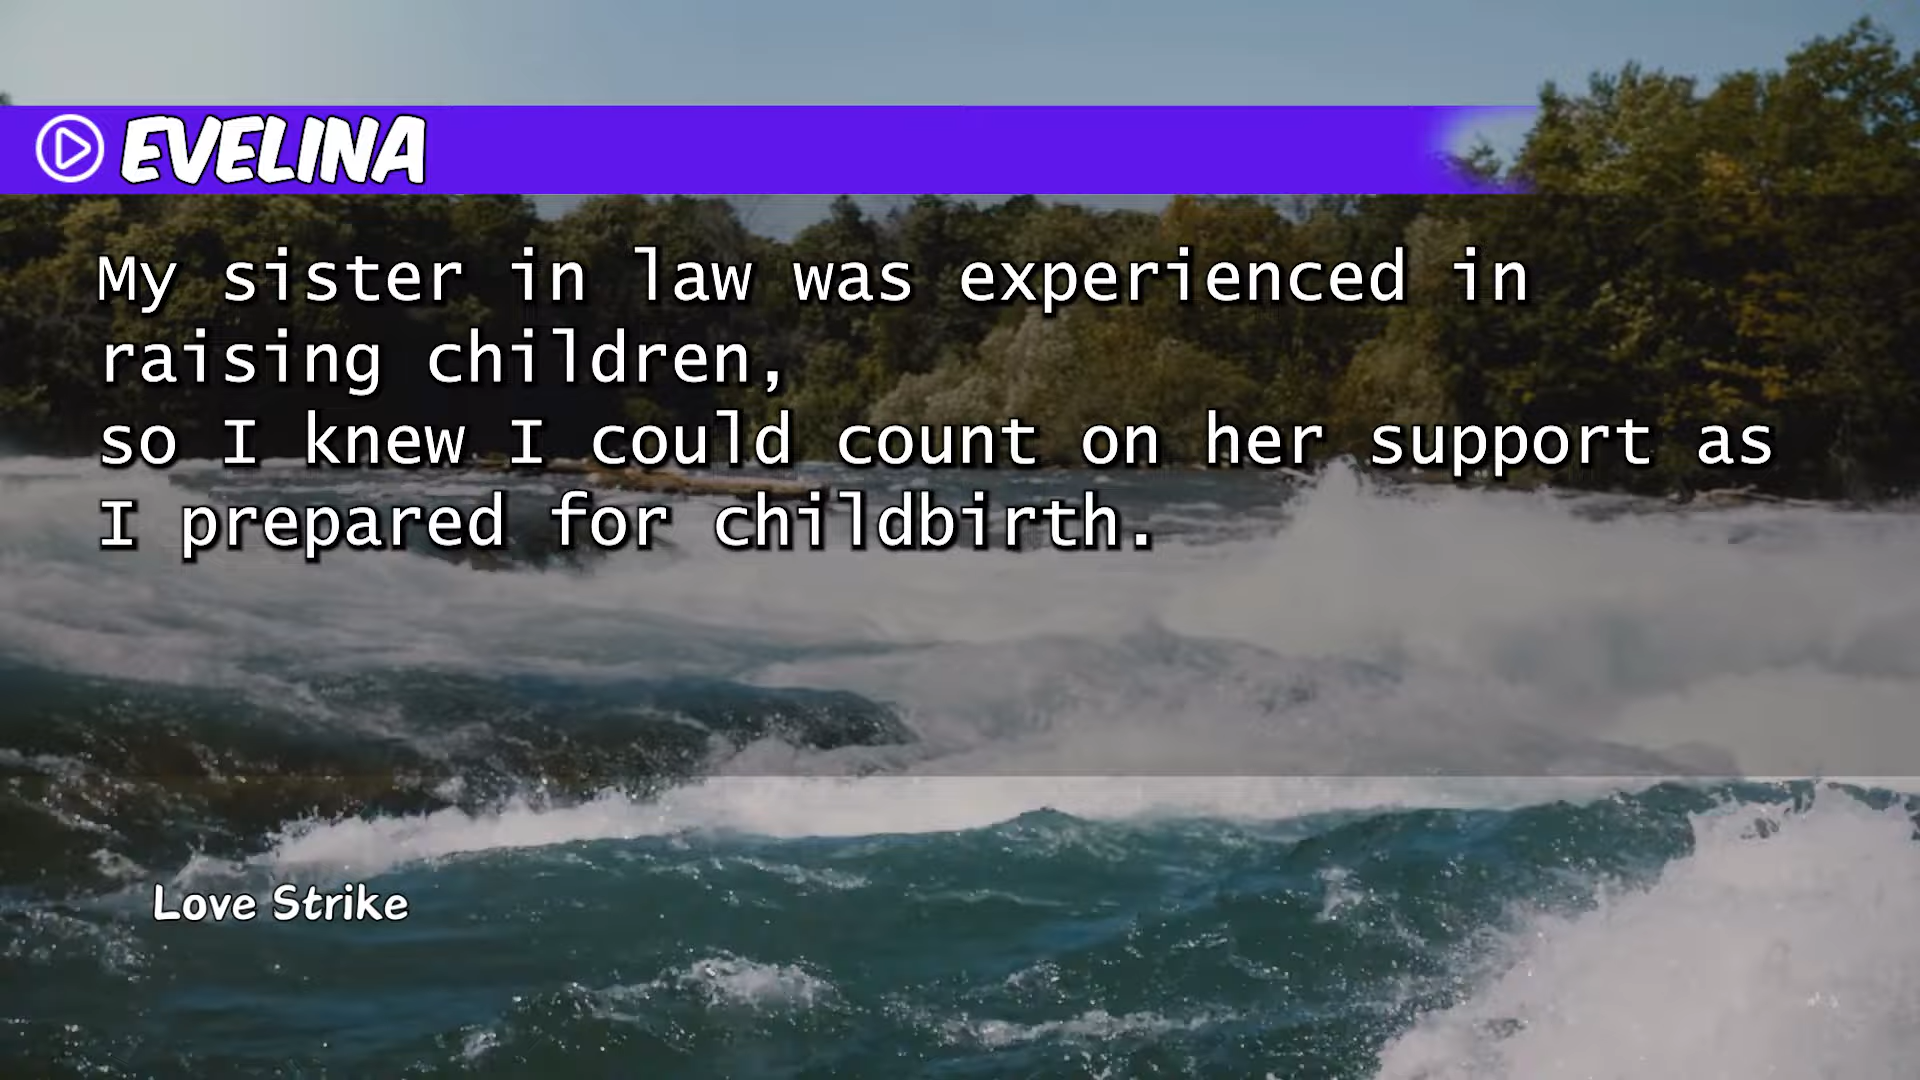 EVELINA
My sister in law was experienced in
raising children,
so I knew I could count on her support as
I prepared for childbirth.
Love Strike